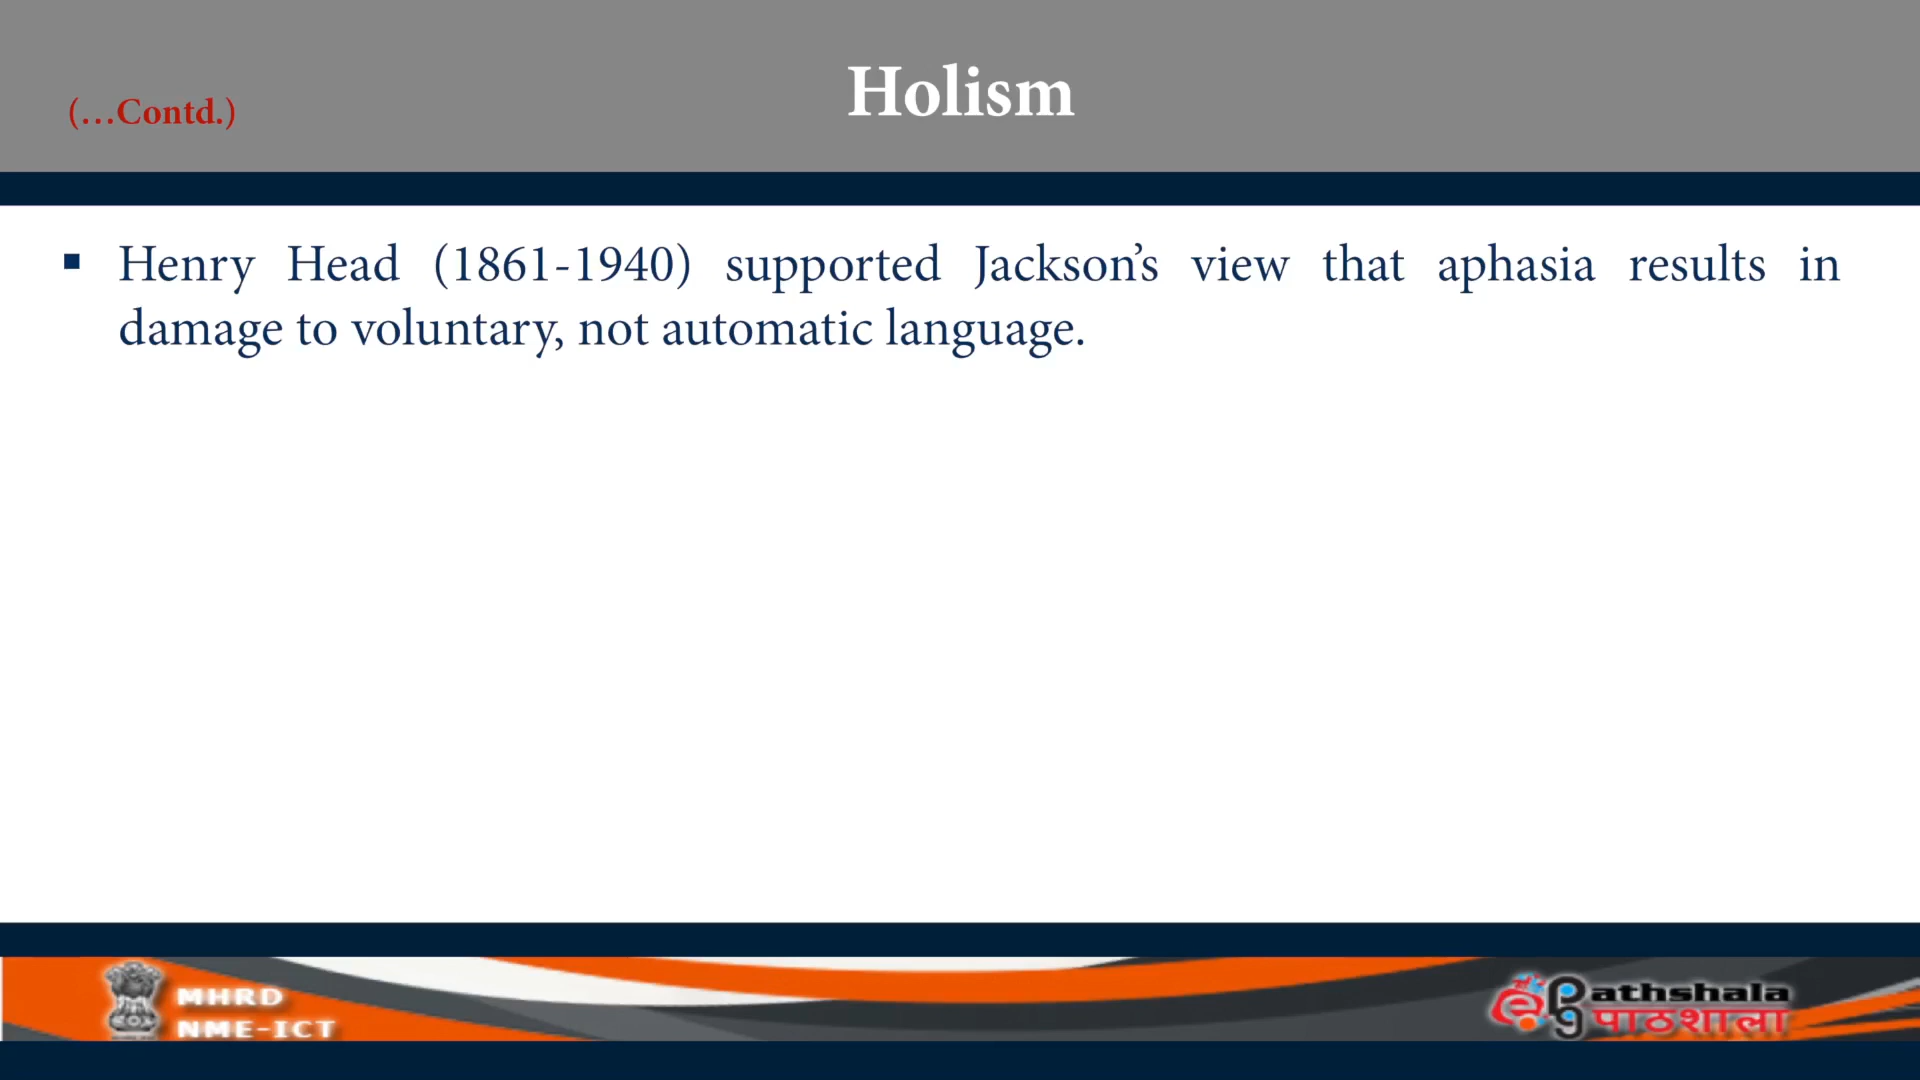 (…Contd.)
Holism
▪ Henry Head (1861-1940) supported Jackson’s view that aphasia results in
damage to voluntary, not automatic language.
MHRD
NME-ICT
ePathshala
पाठशाला